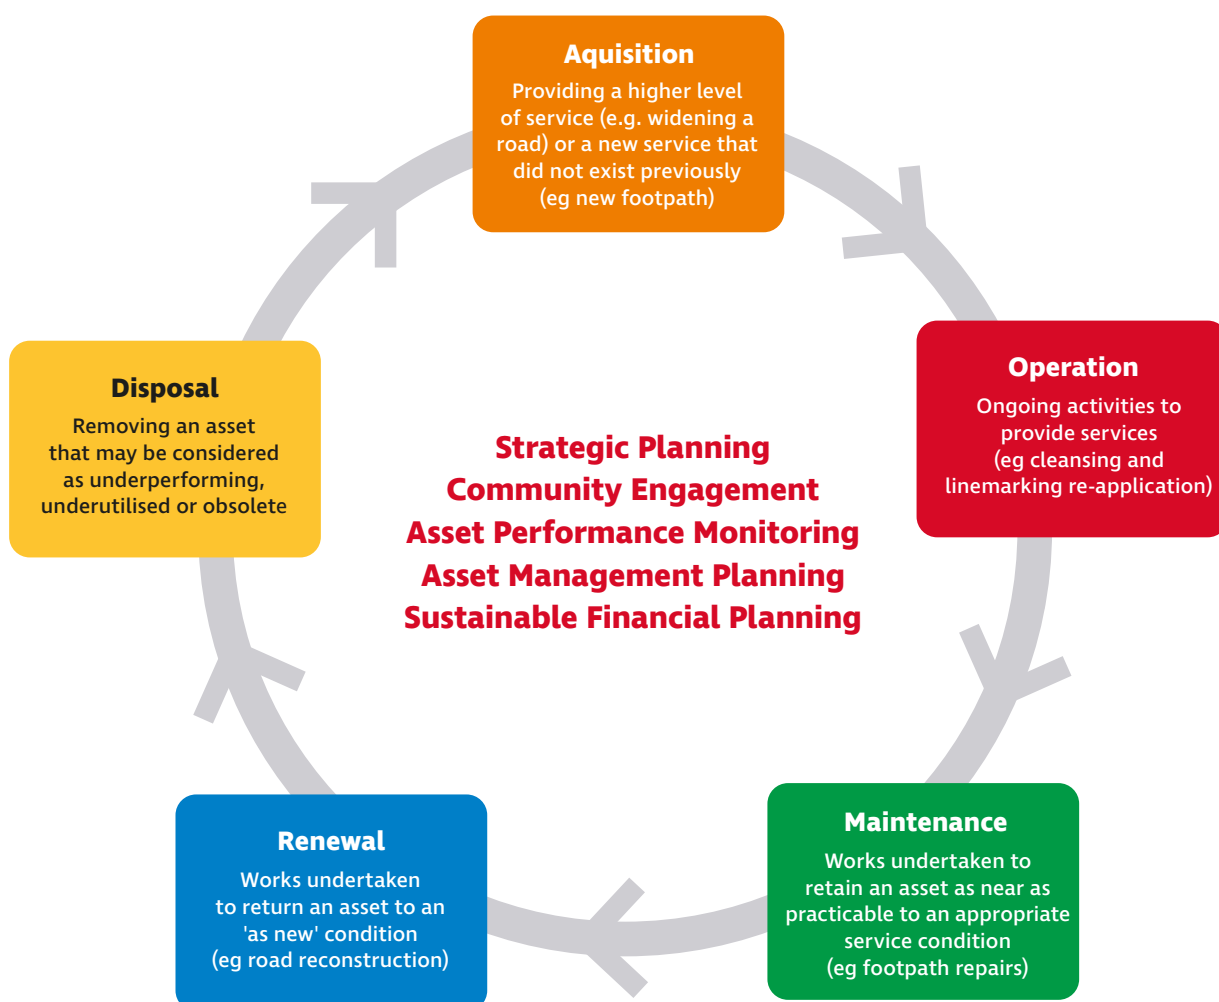 Aquisition
Providing a higher level
of service (e.g. widening a
road) or a new service that
did not exist previously
(eg new footpath)
Operation
Ongoing activities to
provide services
(eg cleansing and
linemarking re-application)
Maintenance
Works undertaken to
retain an asset as near as
practicable to an appropriate
service condition
(eg footpath repairs)
Renewal
Works undertaken
to return an asset to an
'as new' condition
(eg road reconstruction)
Disposal
Removing an asset
that may be considered
as underperforming,
underutilised or obsolete
Strategic Planning
Community Engagement
Asset Performance Monitoring
Asset Management Planning
Sustainable Financial Planning